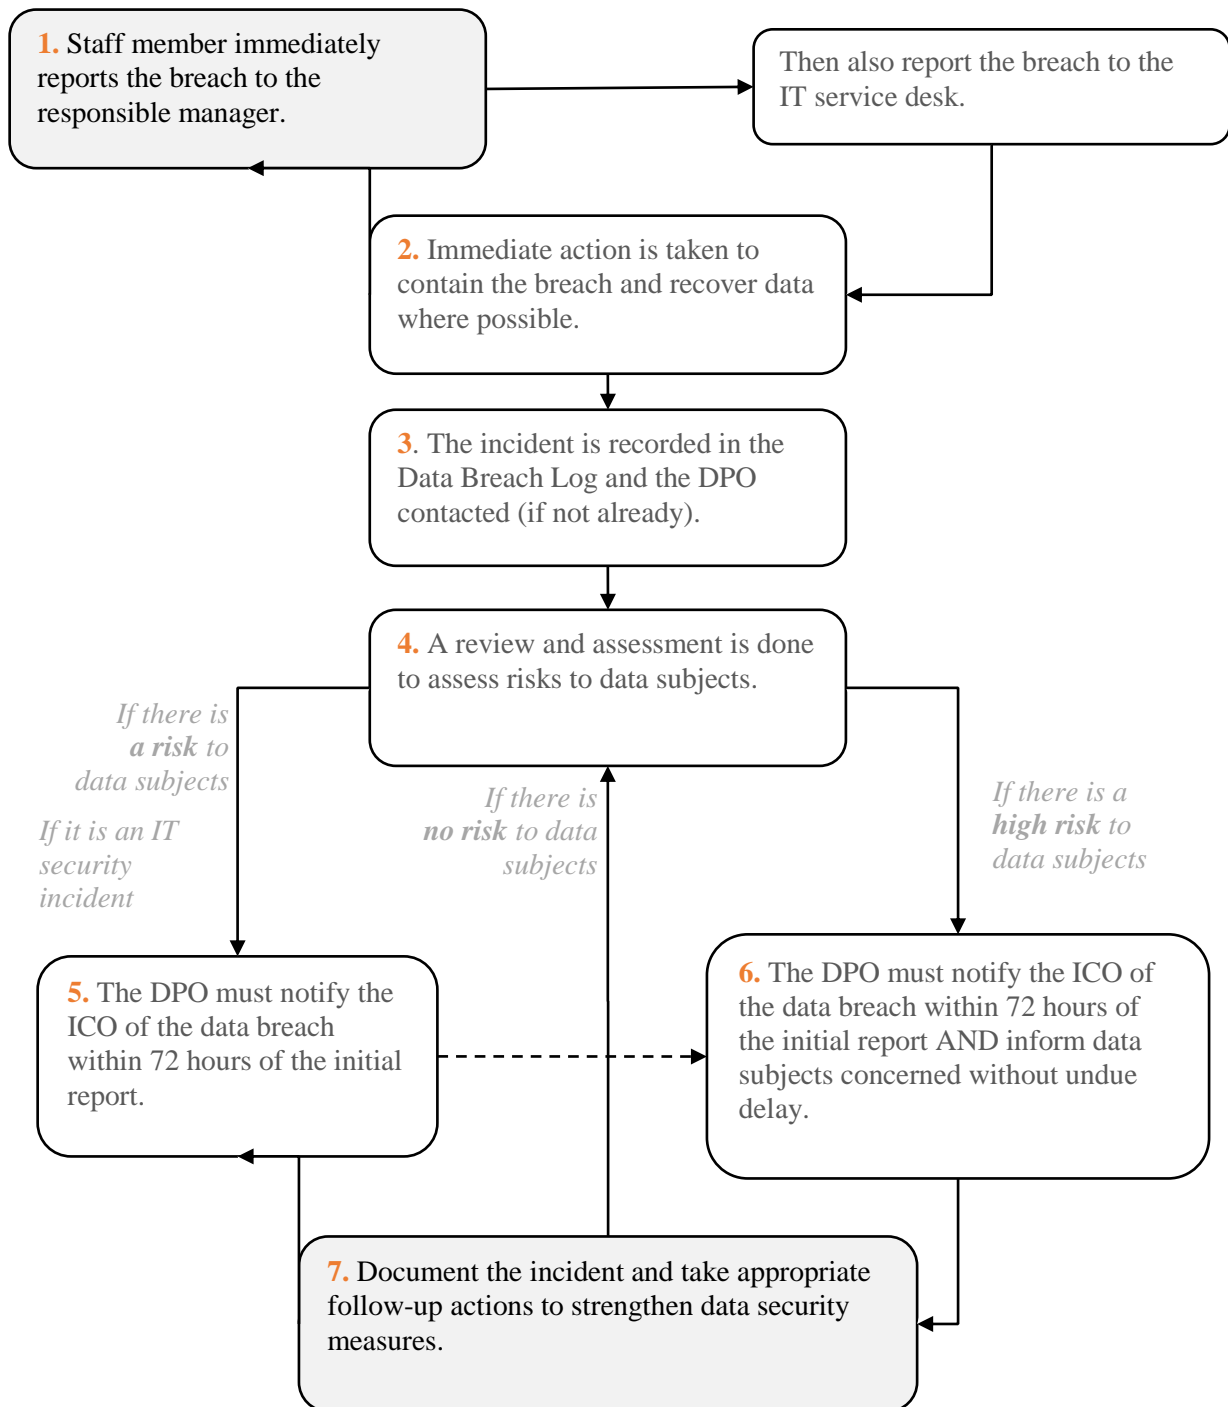 1. Staff member immediately
reports the breach to the
responsible manager.
Then also report the breach to the
IT service desk.
2. Immediate action is taken to
contain the breach and recover data
where possible.
3. The incident is recorded in the
Data Breach Log and the DPO
contacted (if not already).
4. A review and assessment is done
to assess risks to data subjects.
If there is
a risk to
data subjects
If it is an IT
security
incident
If there is
no risk to data
subjects
If there is a
high risk to
data subjects
5. The DPO must notify the
ICO of the data breach
within 72 hours of the initial
report.
6. The DPO must notify the ICO of
the data breach within 72 hours of
the initial report AND inform data
subjects concerned without undue
delay.
7. Document the incident and take appropriate
follow-up actions to strengthen data security
measures.